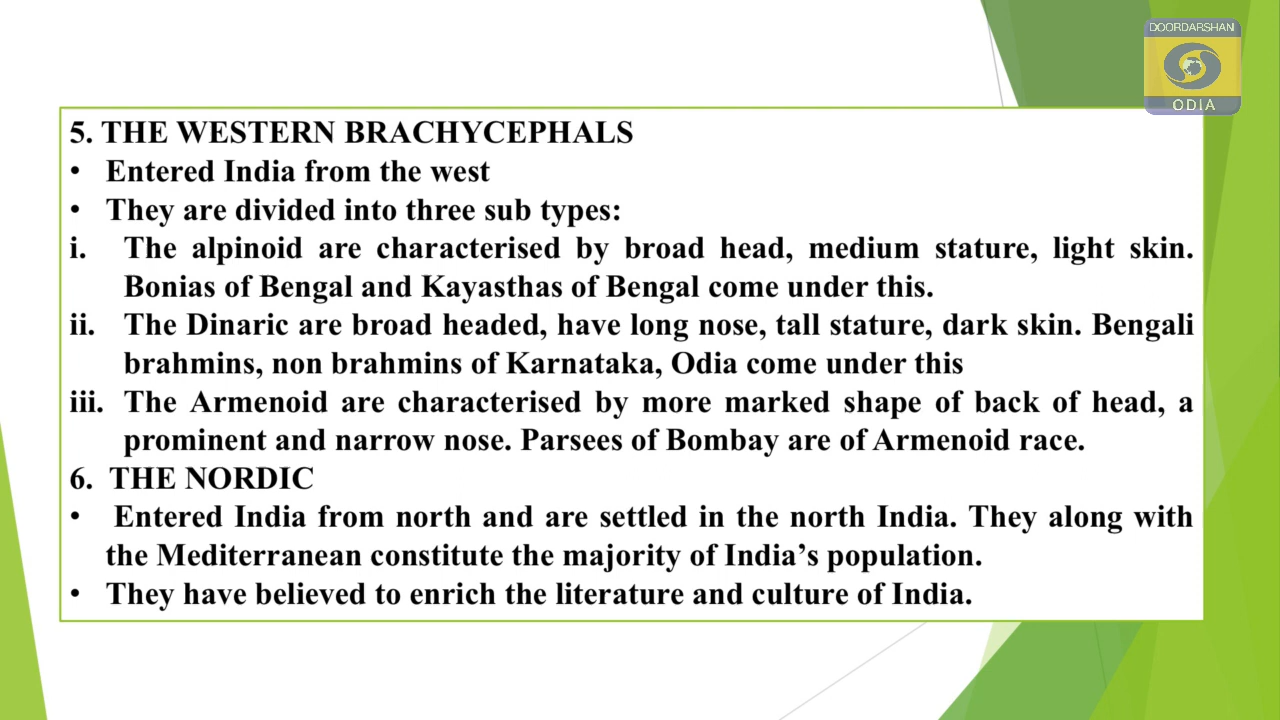 DOORDARSHAN
ODIA
5. THE WESTERN BRACHYCEPHALS
• Entered India from the west
• They are divided into three sub types:
i. The alpinoid are characterised by broad head, medium stature, light skin.
Bonias of Bengal and Kayasthas of Bengal come under this.
ii. The Dinaric are broad headed, have long nose, tall stature, dark skin. Bengali
brahmins, non brahmins of Karnataka, Odia come under this
iii. The Armenoid are characterised by more marked shape of back of head, a
prominent and narrow nose. Parsees of Bombay are of Armenoid race.
6. THE NORDIC
• Entered India from north and are settled in the north India. They along with
the Mediterranean constitute the majority of India’s population.
• They have believed to enrich the literature and culture of India.